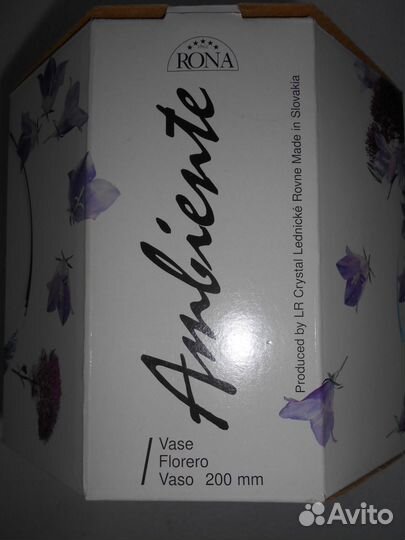 RONA
Ambiente
Produced by LR Crystal Lednické Rovne Made in Slovakia
Vase
Florero
Vaso 200 mm
Avito